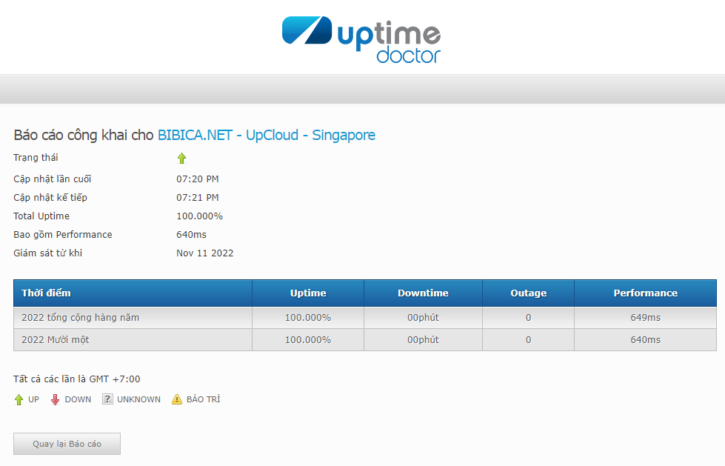 uptime
doctor
Báo cáo công khai cho BIBICA.NET - UpCloud - Singapore
Trạng thái
Cập nhật lần cuối 07:20 PM
Cập nhật kế tiếp 07:21 PM
Total Uptime 100.000%
Bao gồm Performance 640ms
Giám sát từ khi Nov 11 2022
Thời điểm Uptime Downtime Outage Performance
2022 tổng cộng hàng năm 100.000% 00phút 0 649ms
2022 Mười một 100.000% 00phút 0 640ms
Tất cả các lần là GMT +7:00
UP DOWN ? UNKNOWN ! BẢO TRÌ
Quay lại Báo cáo